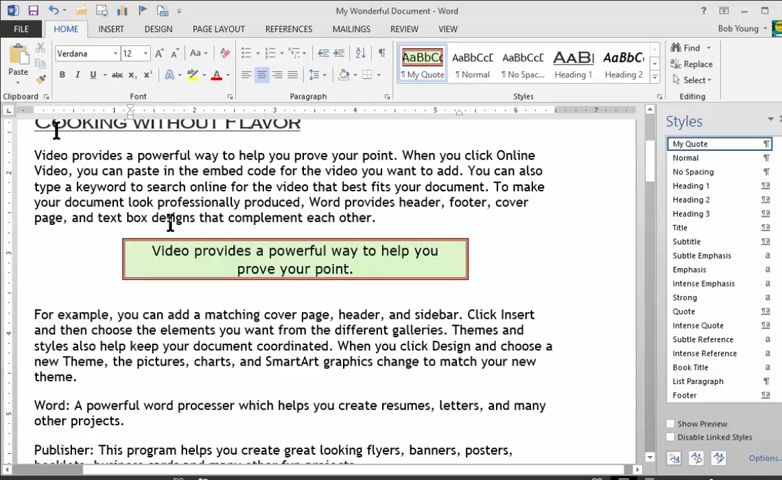 My Wonderful Document - Word
FILE HOME INSERT DESIGN PAGE LAYOUT REFERENCES MAILINGS REVIEW VIEW Bob Young
Paste
Clipboard
Verdana 12
Font
Paragraph
AaBbCc AaBbCcI AaBbCcI AaBI AaBbCc
¶ My Quote ¶ Normal ¶ No Spac... Heading 1 Heading 2
Styles
Find
Replace
Select
Editing
COOKING WITHOUT FLAVOR
Video provides a powerful way to help you prove your point. When you click Online
Video, you can paste in the embed code for the video you want to add. You can also
type a keyword to search online for the video that best fits your document. To make
your document look professionally produced, Word provides header, footer, cover
page, and text box designs that complement each other.
Video provides a powerful way to help you
prove your point.
For example, you can add a matching cover page, header, and sidebar. Click Insert
and then choose the elements you want from the different galleries. Themes and
styles also help keep your document coordinated. When you click Design and choose a
new Theme, the pictures, charts, and SmartArt graphics change to match your new
theme.
Word: A powerful word processer which helps you create resumes, letters, and many
other projects.
Publisher: This program helps you create great looking flyers, banners, posters,
booklets, business cards and many other fun projects.
Styles
My Quote
Normal
No Spacing
Heading 1
Heading 2
Heading 3
Title
Subtitle
Subtle Emphasis
Emphasis
Intense Emphasis
Strong
Quote
Intense Quote
Subtle Reference
Intense Reference
Book Title
List Paragraph
Footer
Show Preview
Disable Linked Styles
Options...